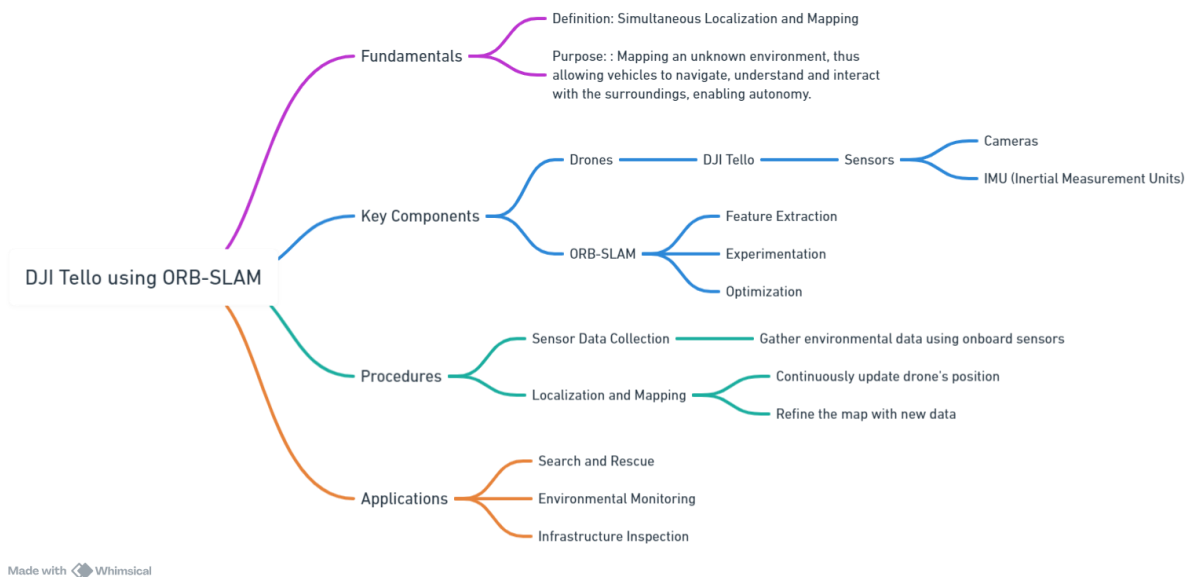 Definition: Simultaneous Localization and Mapping
Fundamentals
Purpose: : Mapping an unknown environment, thus
allowing vehicles to navigate, understand and interact
with the surroundings, enabling autonomy.
Cameras
Drones
DJI Tello
Sensors
IMU (Inertial Measurement Units)
Key Components
Feature Extraction
ORB-SLAM
Experimentation
Optimization
DJI Tello using ORB-SLAM
Sensor Data Collection
Gather environmental data using onboard sensors
Procedures
Continuously update drone's position
Localization and Mapping
Refine the map with new data
Search and Rescue
Applications
Environmental Monitoring
Infrastructure Inspection
Made with Whimsical